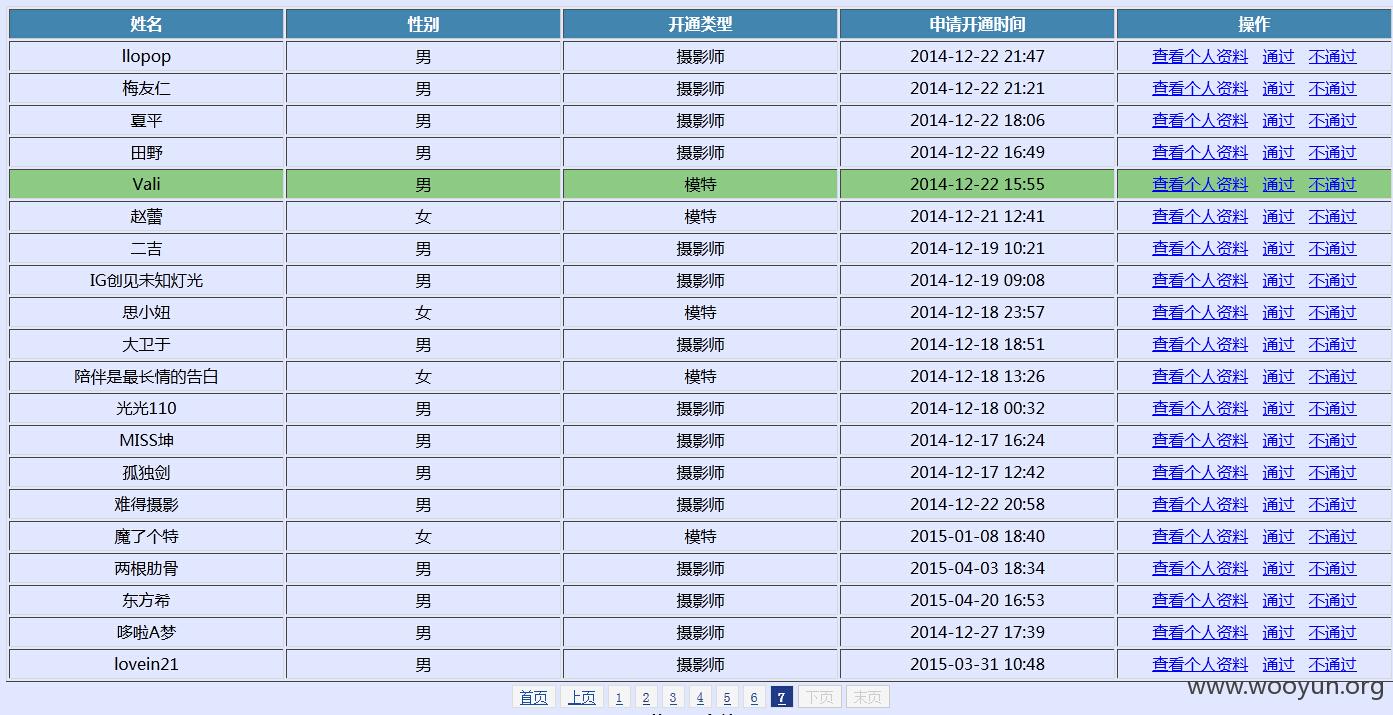 姓名 性别 开通类型 申请开通时间 操作
llopop 男 摄影师 2014-12-22 21:47 查看个人资料 通过 不通过
梅友仁 男 摄影师 2014-12-22 21:21 查看个人资料 通过 不通过
夏平 男 摄影师 2014-12-22 18:06 查看个人资料 通过 不通过
田野 男 摄影师 2014-12-22 16:49 查看个人资料 通过 不通过
Vali 男 模特 2014-12-22 15:55 查看个人资料 通过 不通过
赵蕾 女 模特 2014-12-21 12:41 查看个人资料 通过 不通过
二吉 男 摄影师 2014-12-19 10:21 查看个人资料 通过 不通过
IG创见未知灯光 男 摄影师 2014-12-19 09:08 查看个人资料 通过 不通过
思小妞 女 模特 2014-12-18 23:57 查看个人资料 通过 不通过
大卫于 男 摄影师 2014-12-18 18:51 查看个人资料 通过 不通过
陪伴是最长情的告白 女 模特 2014-12-18 13:26 查看个人资料 通过 不通过
光光110 男 摄影师 2014-12-18 00:32 查看个人资料 通过 不通过
MISS坤 男 摄影师 2014-12-17 16:24 查看个人资料 通过 不通过
孤独剑 男 摄影师 2014-12-17 12:42 查看个人资料 通过 不通过
难得摄影 男 摄影师 2014-12-22 20:58 查看个人资料 通过 不通过
魔了个特 女 模特 2015-01-08 18:40 查看个人资料 通过 不通过
两根肋骨 男 摄影师 2015-04-03 18:34 查看个人资料 通过 不通过
东方希 男 摄影师 2015-04-20 16:53 查看个人资料 通过 不通过
哆啦A梦 男 摄影师 2014-12-27 17:39 查看个人资料 通过 不通过
lovein21 男 摄影师 2015-03-31 10:48 查看个人资料 通过 不通过
首页 上页 1 2 3 4 5 6 7 下页 末页
www.wooyun.org